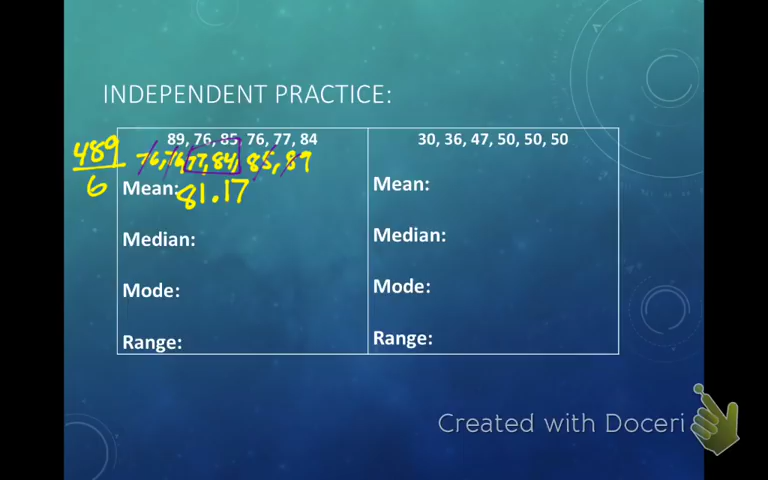 INDEPENDENT PRACTICE:
89, 76, 85, 76, 77, 84
489
6
76, 76, 77, 84, 85, 89
Mean: 81.17
Median:
Mode:
Range:
30, 36, 47, 50, 50, 50
Mean:
Median:
Mode:
Range:
Created with Doceri